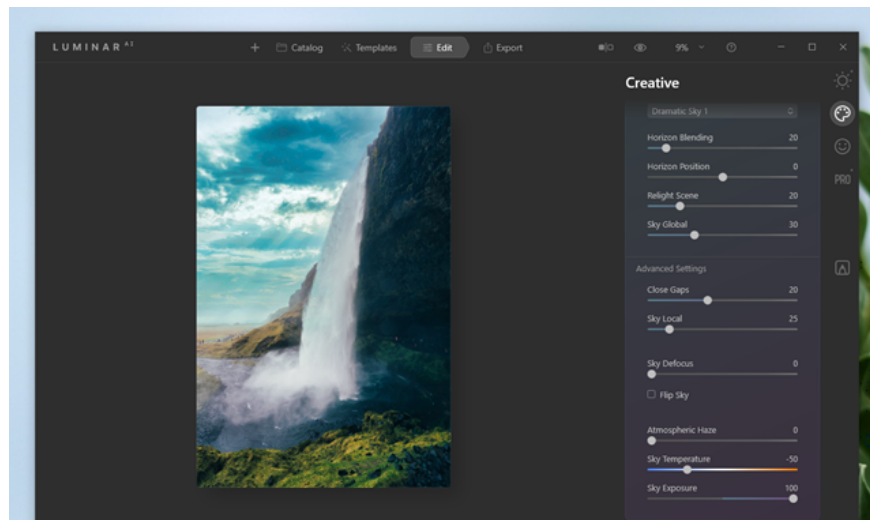 LUMINAR AI
Catalog Templates Edit Export 9%
Creative
Dramatic Sky 1
Horizon Blending 20
Horizon Position 0
Relight Scene 20
Sky Global 30
Advanced Settings
Close Gaps 20
Sky Local 25
Sky Defocus 0
Flip Sky
Atmospheric Haze 0
Sky Temperature -50
Sky Exposure 100
PRO